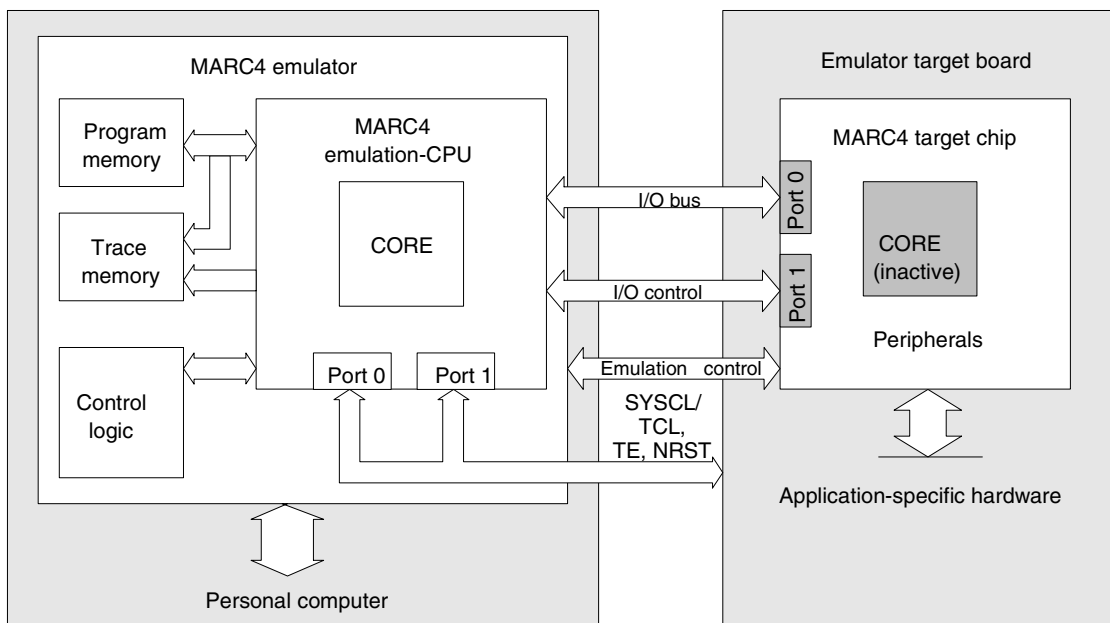 MARC4 emulator
Program
memory
Trace
memory
Control
logic
MARC4
emulation-CPU
CORE
Port 0
Port 1
I/O bus
I/O control
Emulation control
SYSCL/
TCL,
TE, NRST
Personal computer
Emulator target board
MARC4 target chip
Port 0
Port 1
CORE
(inactive)
Peripherals
Application-specific hardware